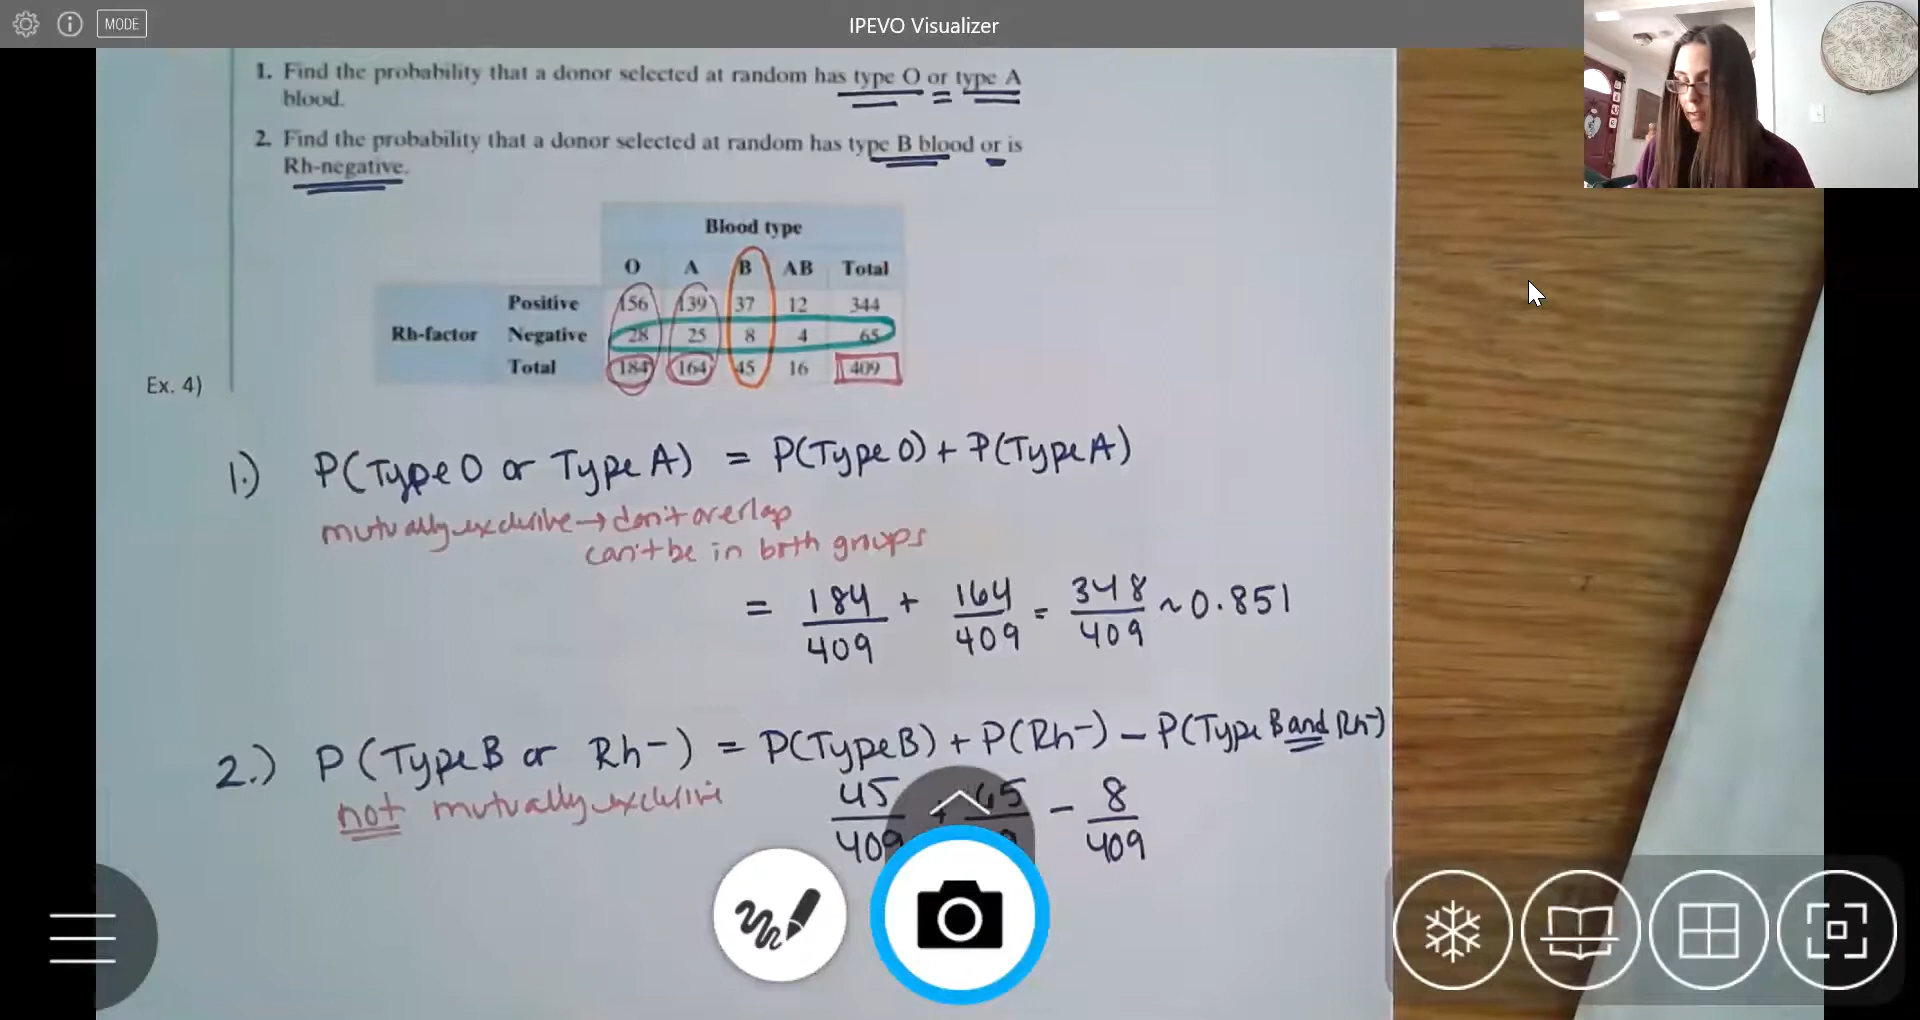 MODE
IPEVO Visualizer
1. Find the probability that a donor selected at random has type O or type A
blood.
2. Find the probability that a donor selected at random has type B blood or is
Rh-negative.
Blood type
O A B AB Total
Positive 156 139 37 12 344
Rh-factor Negative 28 25 8 4 65
Total 184 164 45 16 409
Ex. 4)
1.) P(Type O or Type A) = P(Type O) + P(Type A)
mutually exclusive → don't overlap
can't be in both groups
= 184/409 + 164/409 = 348/409 ~ 0.851
2.) P(Type B or Rh-) = P(Type B) + P(Rh-) - P(Type B and Rh-)
not mutually exclusive
45/409 + 65/ 9 - 8/409